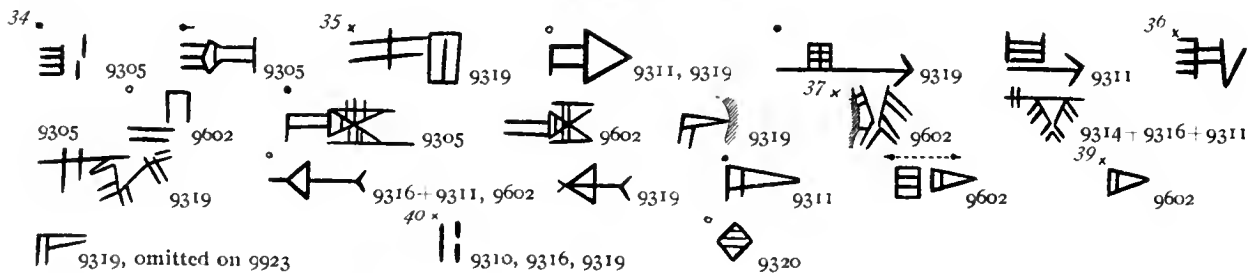 34 9305 9305 35 × 9319 9311, 9319 9319 9311 36 ×
9305 9602 9305 9602 9319 37 × 9602 9314+9316+9311
9319 9316+9311, 9602 9319 9311 9602 39 × 9602
9319, omitted on 9923 40 × 9310, 9316, 9319 9320